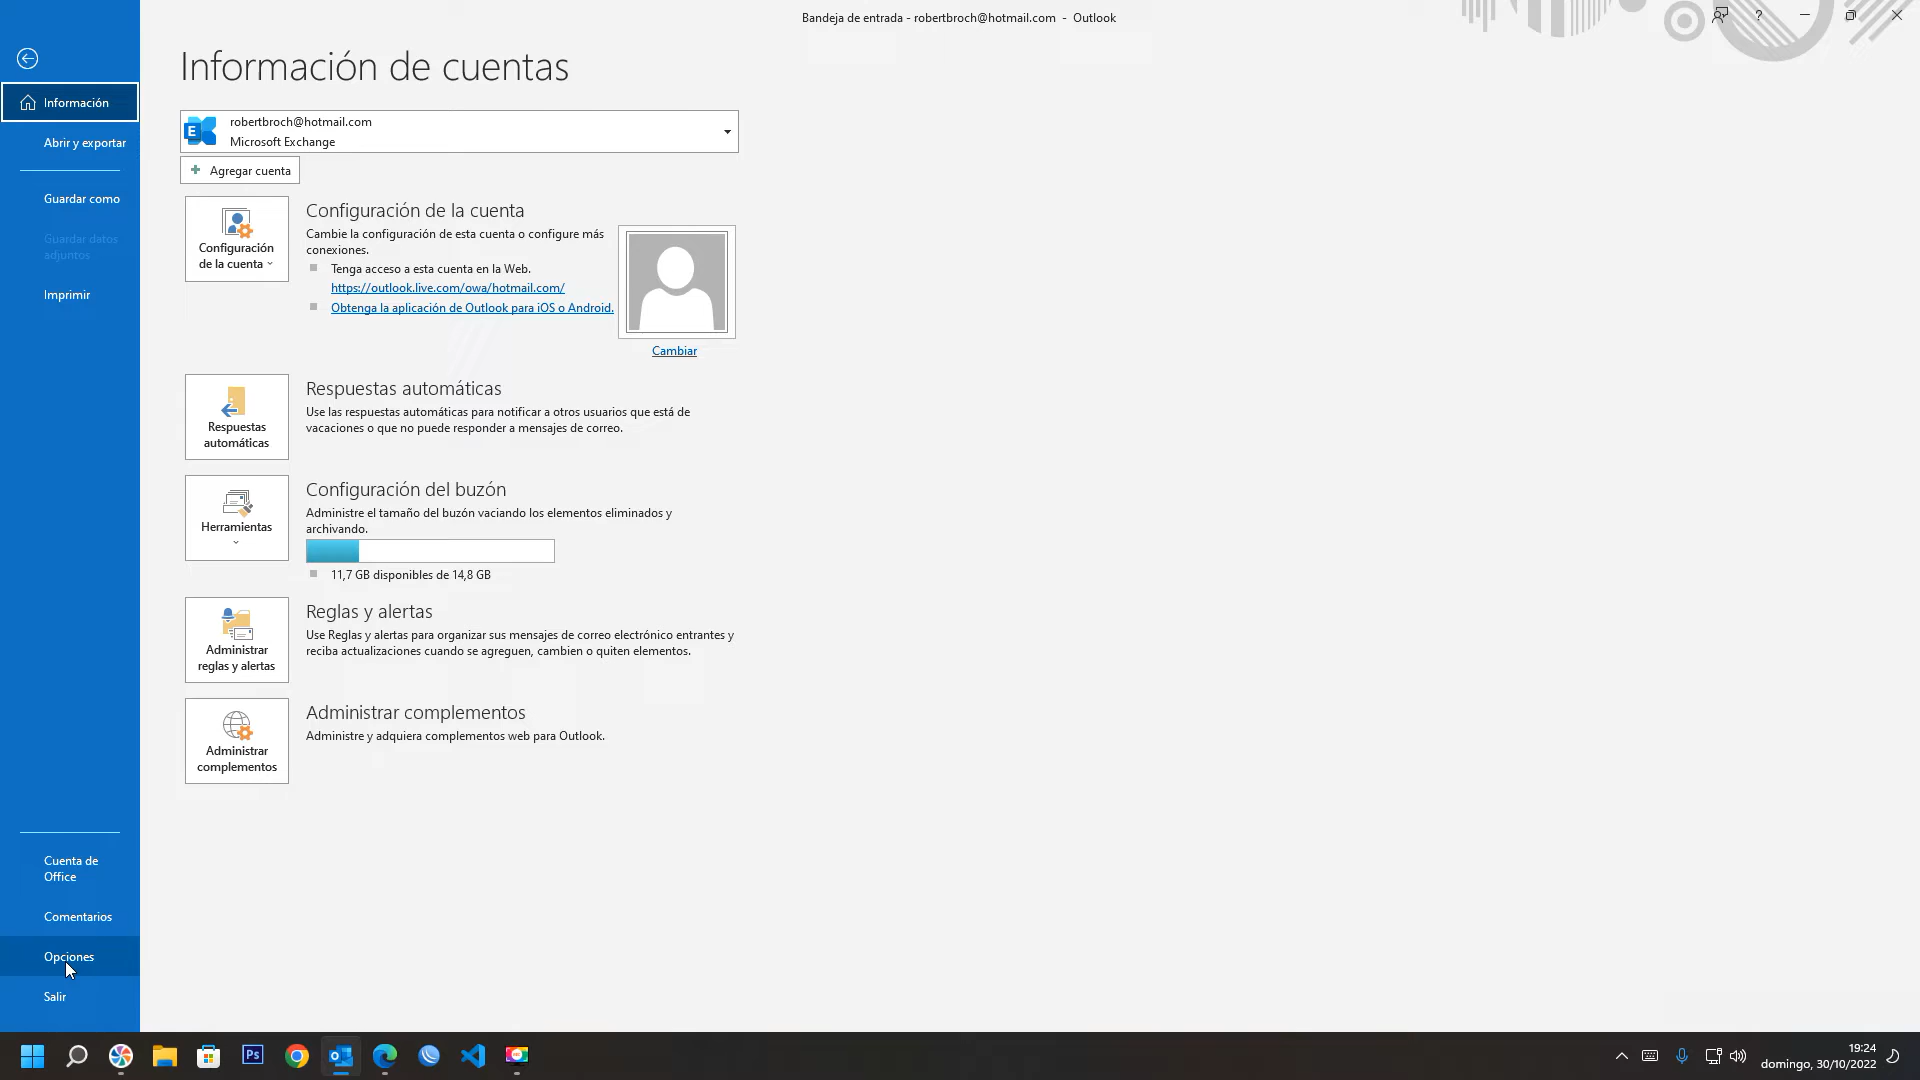 Bandeja de entrada - robertbroch@hotmail.com - Outlook
?
Información de cuentas
Información
Abrir y exportar
Guardar como
Guardar datos
adjuntos
Imprimir
Cuenta de
Office
Comentarios
Opciones
Salir
E
robertbroch@hotmail.com
Microsoft Exchange
Agregar cuenta
Configuración
de la cuenta
Configuración de la cuenta
Cambie la configuración de esta cuenta o configure más
conexiones.
Tenga acceso a esta cuenta en la Web.
https://outlook.live.com/owa/hotmail.com/
Obtenga la aplicación de Outlook para iOS o Android.
Cambiar
Respuestas
automáticas
Respuestas automáticas
Use las respuestas automáticas para notificar a otros usuarios que está de
vacaciones o que no puede responder a mensajes de correo.
Herramientas
Configuración del buzón
Administre el tamaño del buzón vaciando los elementos eliminados y
archivando.
11,7 GB disponibles de 14,8 GB
Administrar
reglas y alertas
Reglas y alertas
Use Reglas y alertas para organizar sus mensajes de correo electrónico entrantes y
reciba actualizaciones cuando se agreguen, cambien o quiten elementos.
Administrar
complementos
Administrar complementos
Administre y adquiera complementos web para Outlook.
Ps
19:24
domingo, 30/10/2022